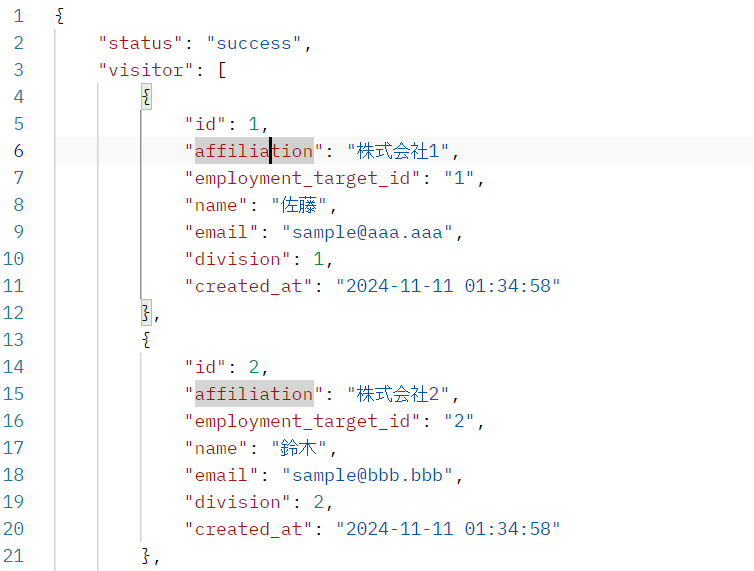 1 {
2 "status": "success",
3 "visitor": [
4 {
5 "id": 1,
6 "affiliation": "株式会社1",
7 "employment_target_id": "1",
8 "name": "佐藤",
9 "email": "sample@aaa.aaa",
10 "division": 1,
11 "created_at": "2024-11-11 01:34:58"
12 },
13 {
14 "id": 2,
15 "affiliation": "株式会社2",
16 "employment_target_id": "2",
17 "name": "鈴木",
18 "email": "sample@bbb.bbb",
19 "division": 2,
20 "created_at": "2024-11-11 01:34:58"
21 },